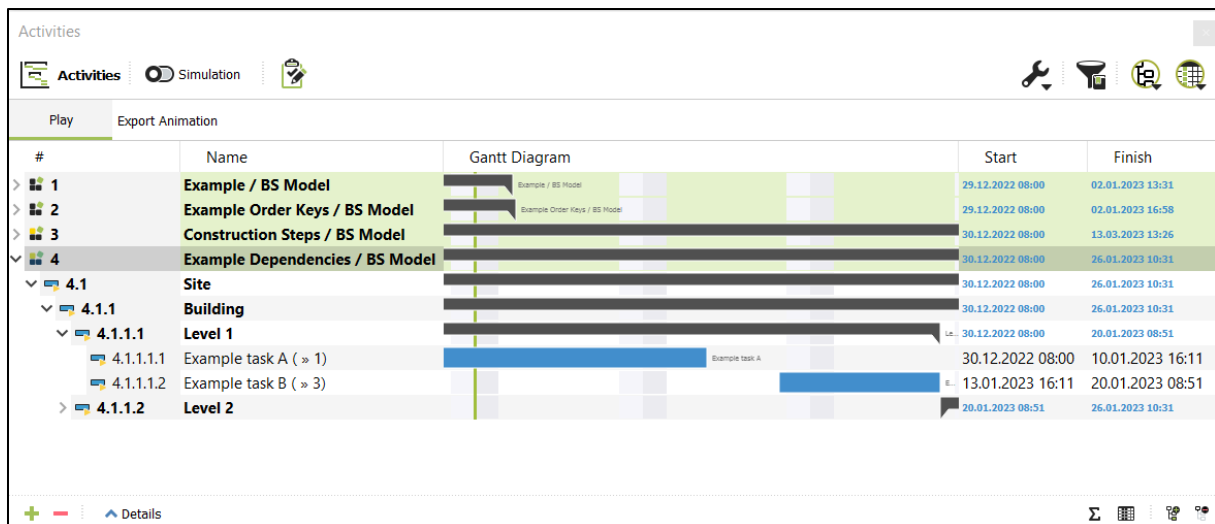 Activities
Activities Simulation
Play Export Animation
# Name Gantt Diagram Start Finish
1 Example / BS Model Example / BS Model 29.12.2022 08:00 02.01.2023 13:31
2 Example Order Keys / BS Model Example Order Keys / BS Model 29.12.2022 08:00 02.01.2023 16:58
3 Construction Steps / BS Model 30.12.2022 08:00 13.03.2023 13:26
4 Example Dependencies / BS Model 30.12.2022 08:00 26.01.2023 10:31
4.1 Site 30.12.2022 08:00 26.01.2023 10:31
4.1.1 Building 30.12.2022 08:00 26.01.2023 10:31
4.1.1.1 Level 1 Le... 30.12.2022 08:00 20.01.2023 08:51
4.1.1.1.1 Example task A ( » 1) Example task A 30.12.2022 08:00 10.01.2023 16:11
4.1.1.1.2 Example task B ( » 3) E... 13.01.2023 16:11 20.01.2023 08:51
4.1.1.2 Level 2 20.01.2023 08:51 26.01.2023 10:31
Details Σ